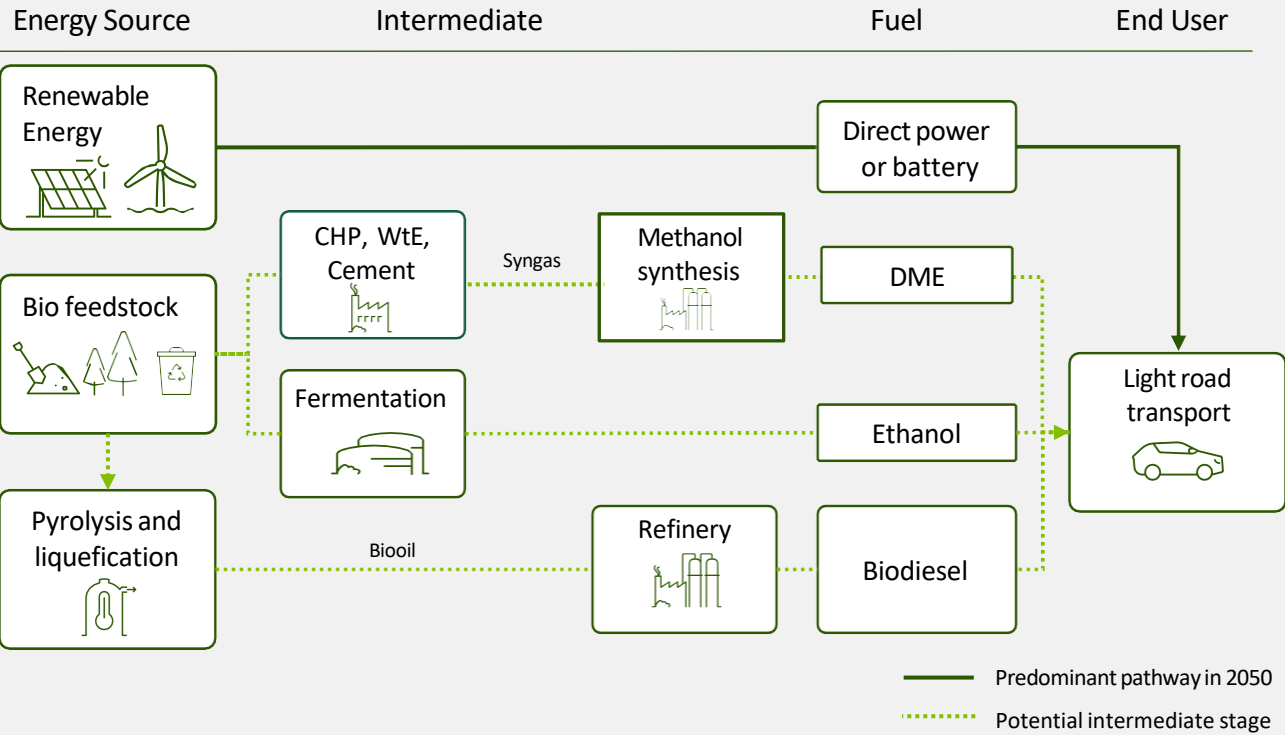 Energy Source
Intermediate
Fuel
End User
Renewable
Energy
Direct power
or battery
CHP, WtE,
Cement
Syngas
Methanol
synthesis
DME
Bio feedstock
Light road
transport
Fermentation
Ethanol
Pyrolysis and
liquefication
Biooil
Refinery
Biodiesel
Predominant pathway in 2050
Potential intermediate stage